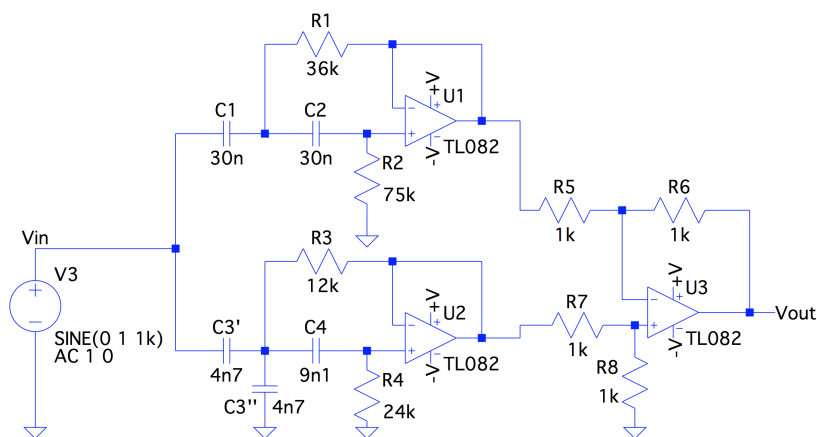 R1
36k
+V
U1
C1
C2
30n
30n
R2
75k
-V
TL082
R5
1k
R6
1k
Vin
V3
SINE(0 1 1k)
AC 1 0
R3
12k
+V
U2
C3'
4n7
C4
9n1
R4
24k
-V
TL082
C3''
4n7
R7
1k
+V
U3
-V
TL082
R8
1k
Vout